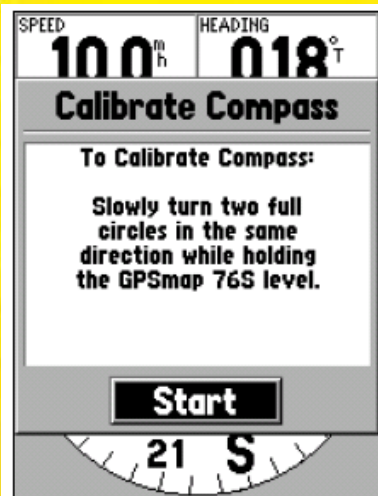 SPEED HEADING
10.0 m/h 018°T
Calibrate Compass
To Calibrate Compass:
Slowly turn two full
circles in the same
direction while holding
the GPSmap 76S level.
Start
21 S